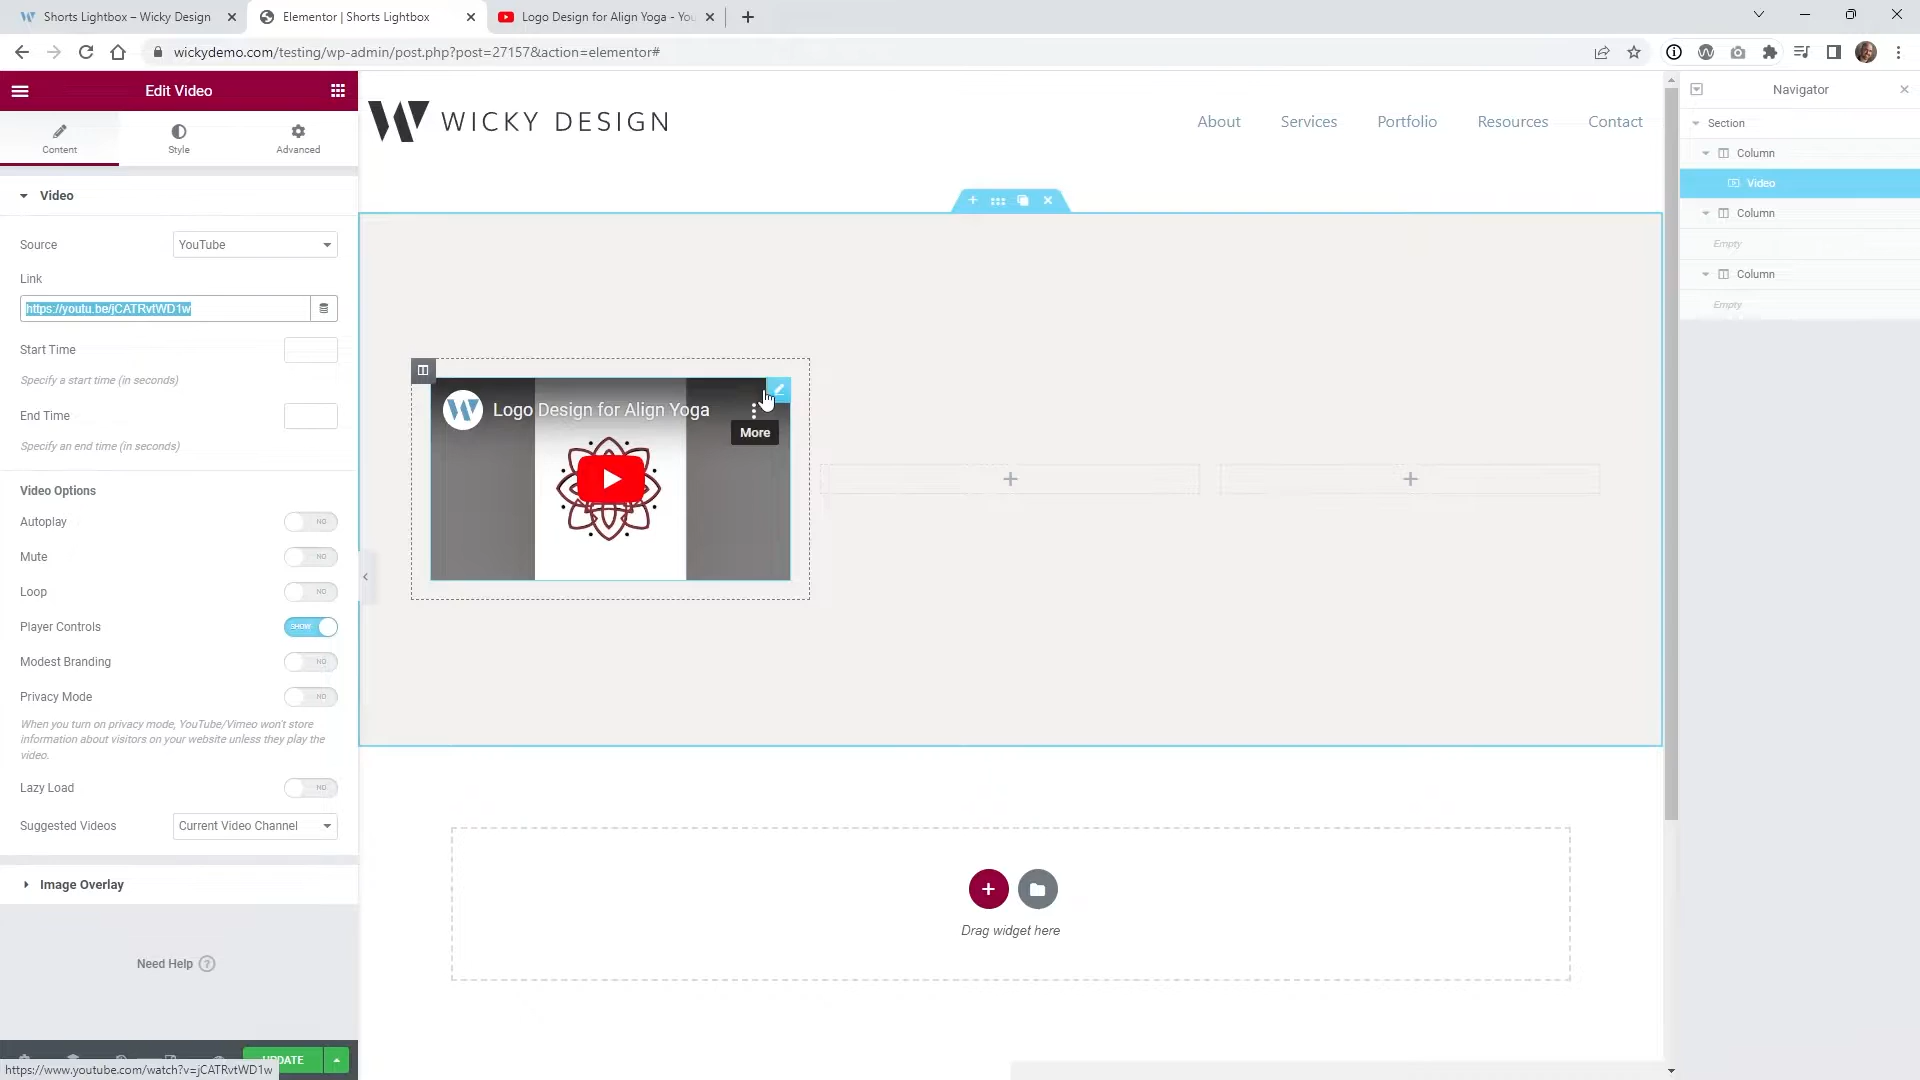 Shorts Lightbox – Wicky Design
Elementor | Shorts Lightbox
Logo Design for Align Yoga - You
wickydemo.com/testing/wp-admin/post.php?post=27157&action=elementor#
Edit Video
Content
Style
Advanced
Video
Source
YouTube
Link
https://youtu.be/jCATRvtWD1w
Start Time
Specify a start time (in seconds)
End Time
Specify an end time (in seconds)
Video Options
Autoplay
NO
Mute
NO
Loop
NO
Player Controls
SHOW
Modest Branding
NO
Privacy Mode
NO
When you turn on privacy mode, YouTube/Vimeo won't store
information about visitors on your website unless they play the
video.
Lazy Load
NO
Suggested Videos
Current Video Channel
Image Overlay
Need Help ?
UPDATE
https://www.youtube.com/watch?v=jCATRvtWD1w
WICKY DESIGN
About
Services
Portfolio
Resources
Contact
Logo Design for Align Yoga
More
Drag widget here
Navigator
Section
Column
Video
Column
Empty
Column
Empty